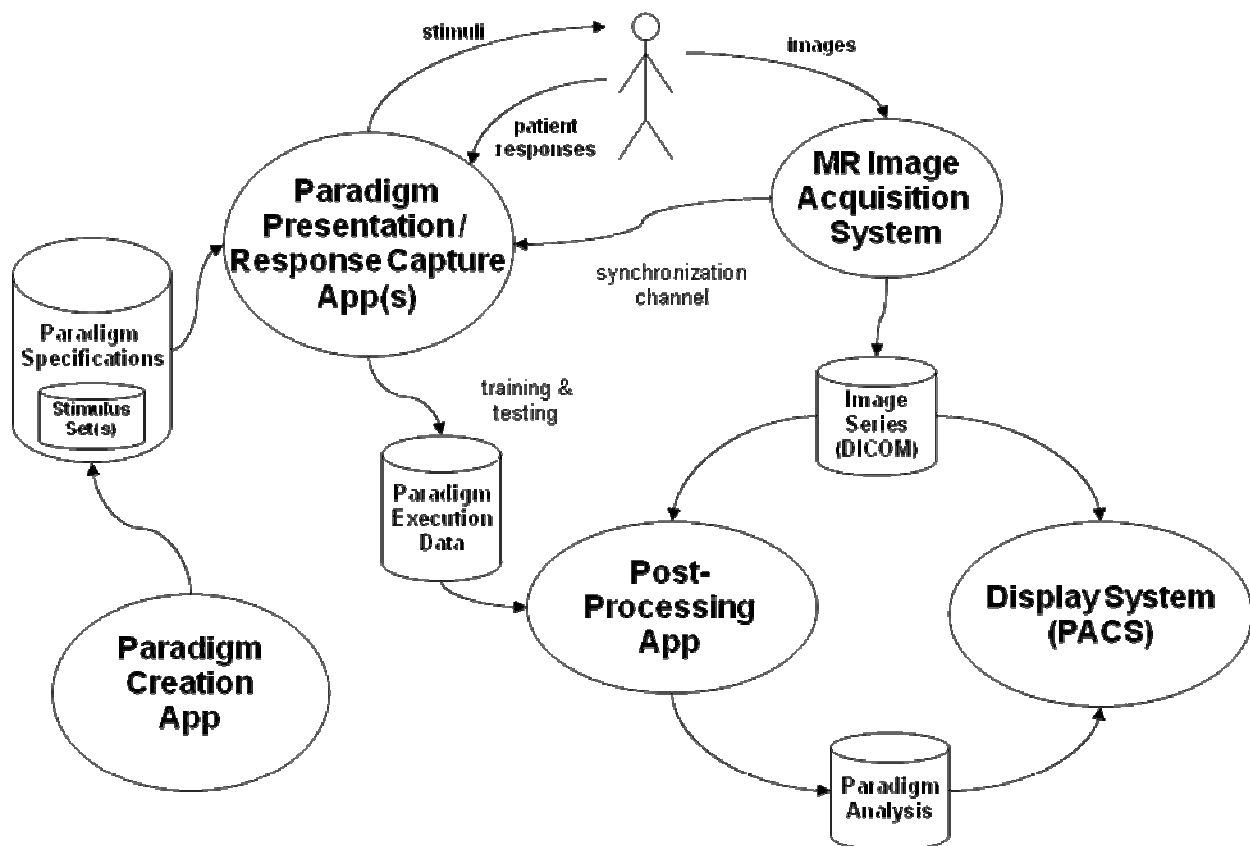 stimuli
images
patient
responses
Paradigm
Presentation /
Response Capture
App(s)
MR Image
Acquisition
System
synchronization
channel
Paradigm
Specifications
Stimulus
Set(s)
training &
testing
Image
Series
(DICOM)
Paradigm
Execution
Data
Post-
Processing
App
Display System
(PACS)
Paradigm
Creation
App
Paradigm
Analysis